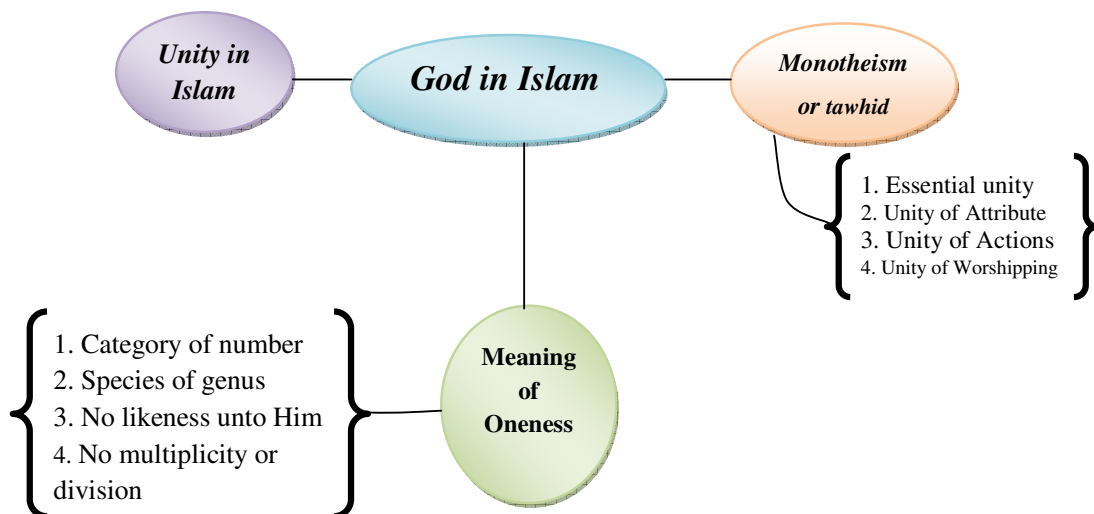 Unity in
Islam
God in Islam
Monotheism
or tawhid
1. Essential unity
2. Unity of Attribute
3. Unity of Actions
4. Unity of Worshipping
1. Category of number
2. Species of genus
3. No likeness unto Him
4. No multiplicity or
division
Meaning
of
Oneness